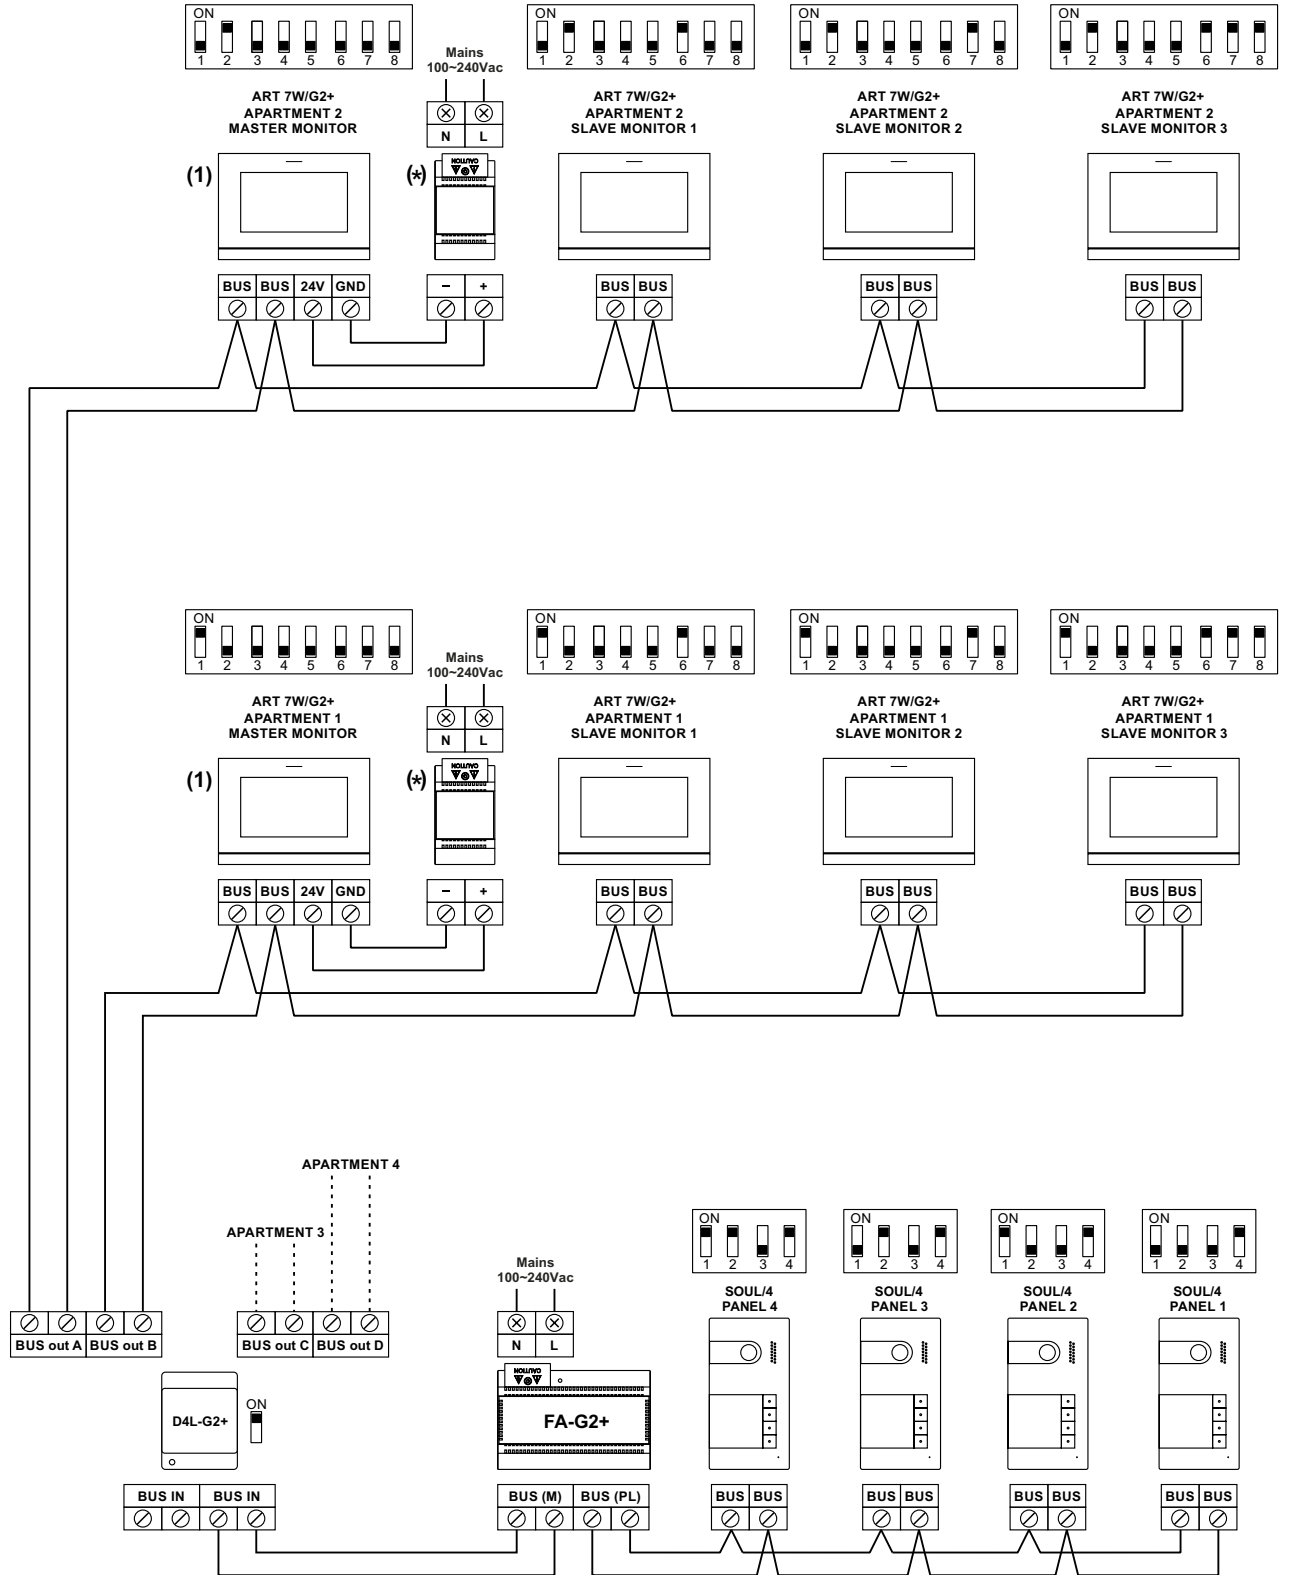 ON ON ON ON
1 2 3 4 5 6 7 8 1 2 3 4 5 6 7 8 1 2 3 4 5 6 7 8 1 2 3 4 5 6 7 8
Mains
100~240Vac
ART 7W/G2+ ART 7W/G2+ ART 7W/G2+ ART 7W/G2+
APARTMENT 2 APARTMENT 2 APARTMENT 2 APARTMENT 2
MASTER MONITOR SLAVE MONITOR 1 SLAVE MONITOR 2 SLAVE MONITOR 3
N L
CAUTION
(1) (*)
BUS BUS 24V GND - + BUS BUS BUS BUS BUS BUS
ON ON ON ON
1 2 3 4 5 6 7 8 1 2 3 4 5 6 7 8 1 2 3 4 5 6 7 8 1 2 3 4 5 6 7 8
Mains
100~240Vac
ART 7W/G2+ ART 7W/G2+ ART 7W/G2+ ART 7W/G2+
APARTMENT 1 APARTMENT 1 APARTMENT 1 APARTMENT 1
MASTER MONITOR SLAVE MONITOR 1 SLAVE MONITOR 2 SLAVE MONITOR 3
N L
CAUTION
(1) (*)
BUS BUS 24V GND - + BUS BUS BUS BUS BUS BUS
APARTMENT 4
APARTMENT 3
ON ON ON ON
1 2 3 4 1 2 3 4 1 2 3 4 1 2 3 4
Mains
100~240Vac
SOUL/4 SOUL/4 SOUL/4 SOUL/4
PANEL 4 PANEL 3 PANEL 2 PANEL 1
BUS out A BUS out B BUS out C BUS out D N L
CAUTION
ON
D4L-G2+ FA-G2+
BUS IN BUS IN BUS (M) BUS (PL) BUS BUS BUS BUS BUS BUS BUS BUS